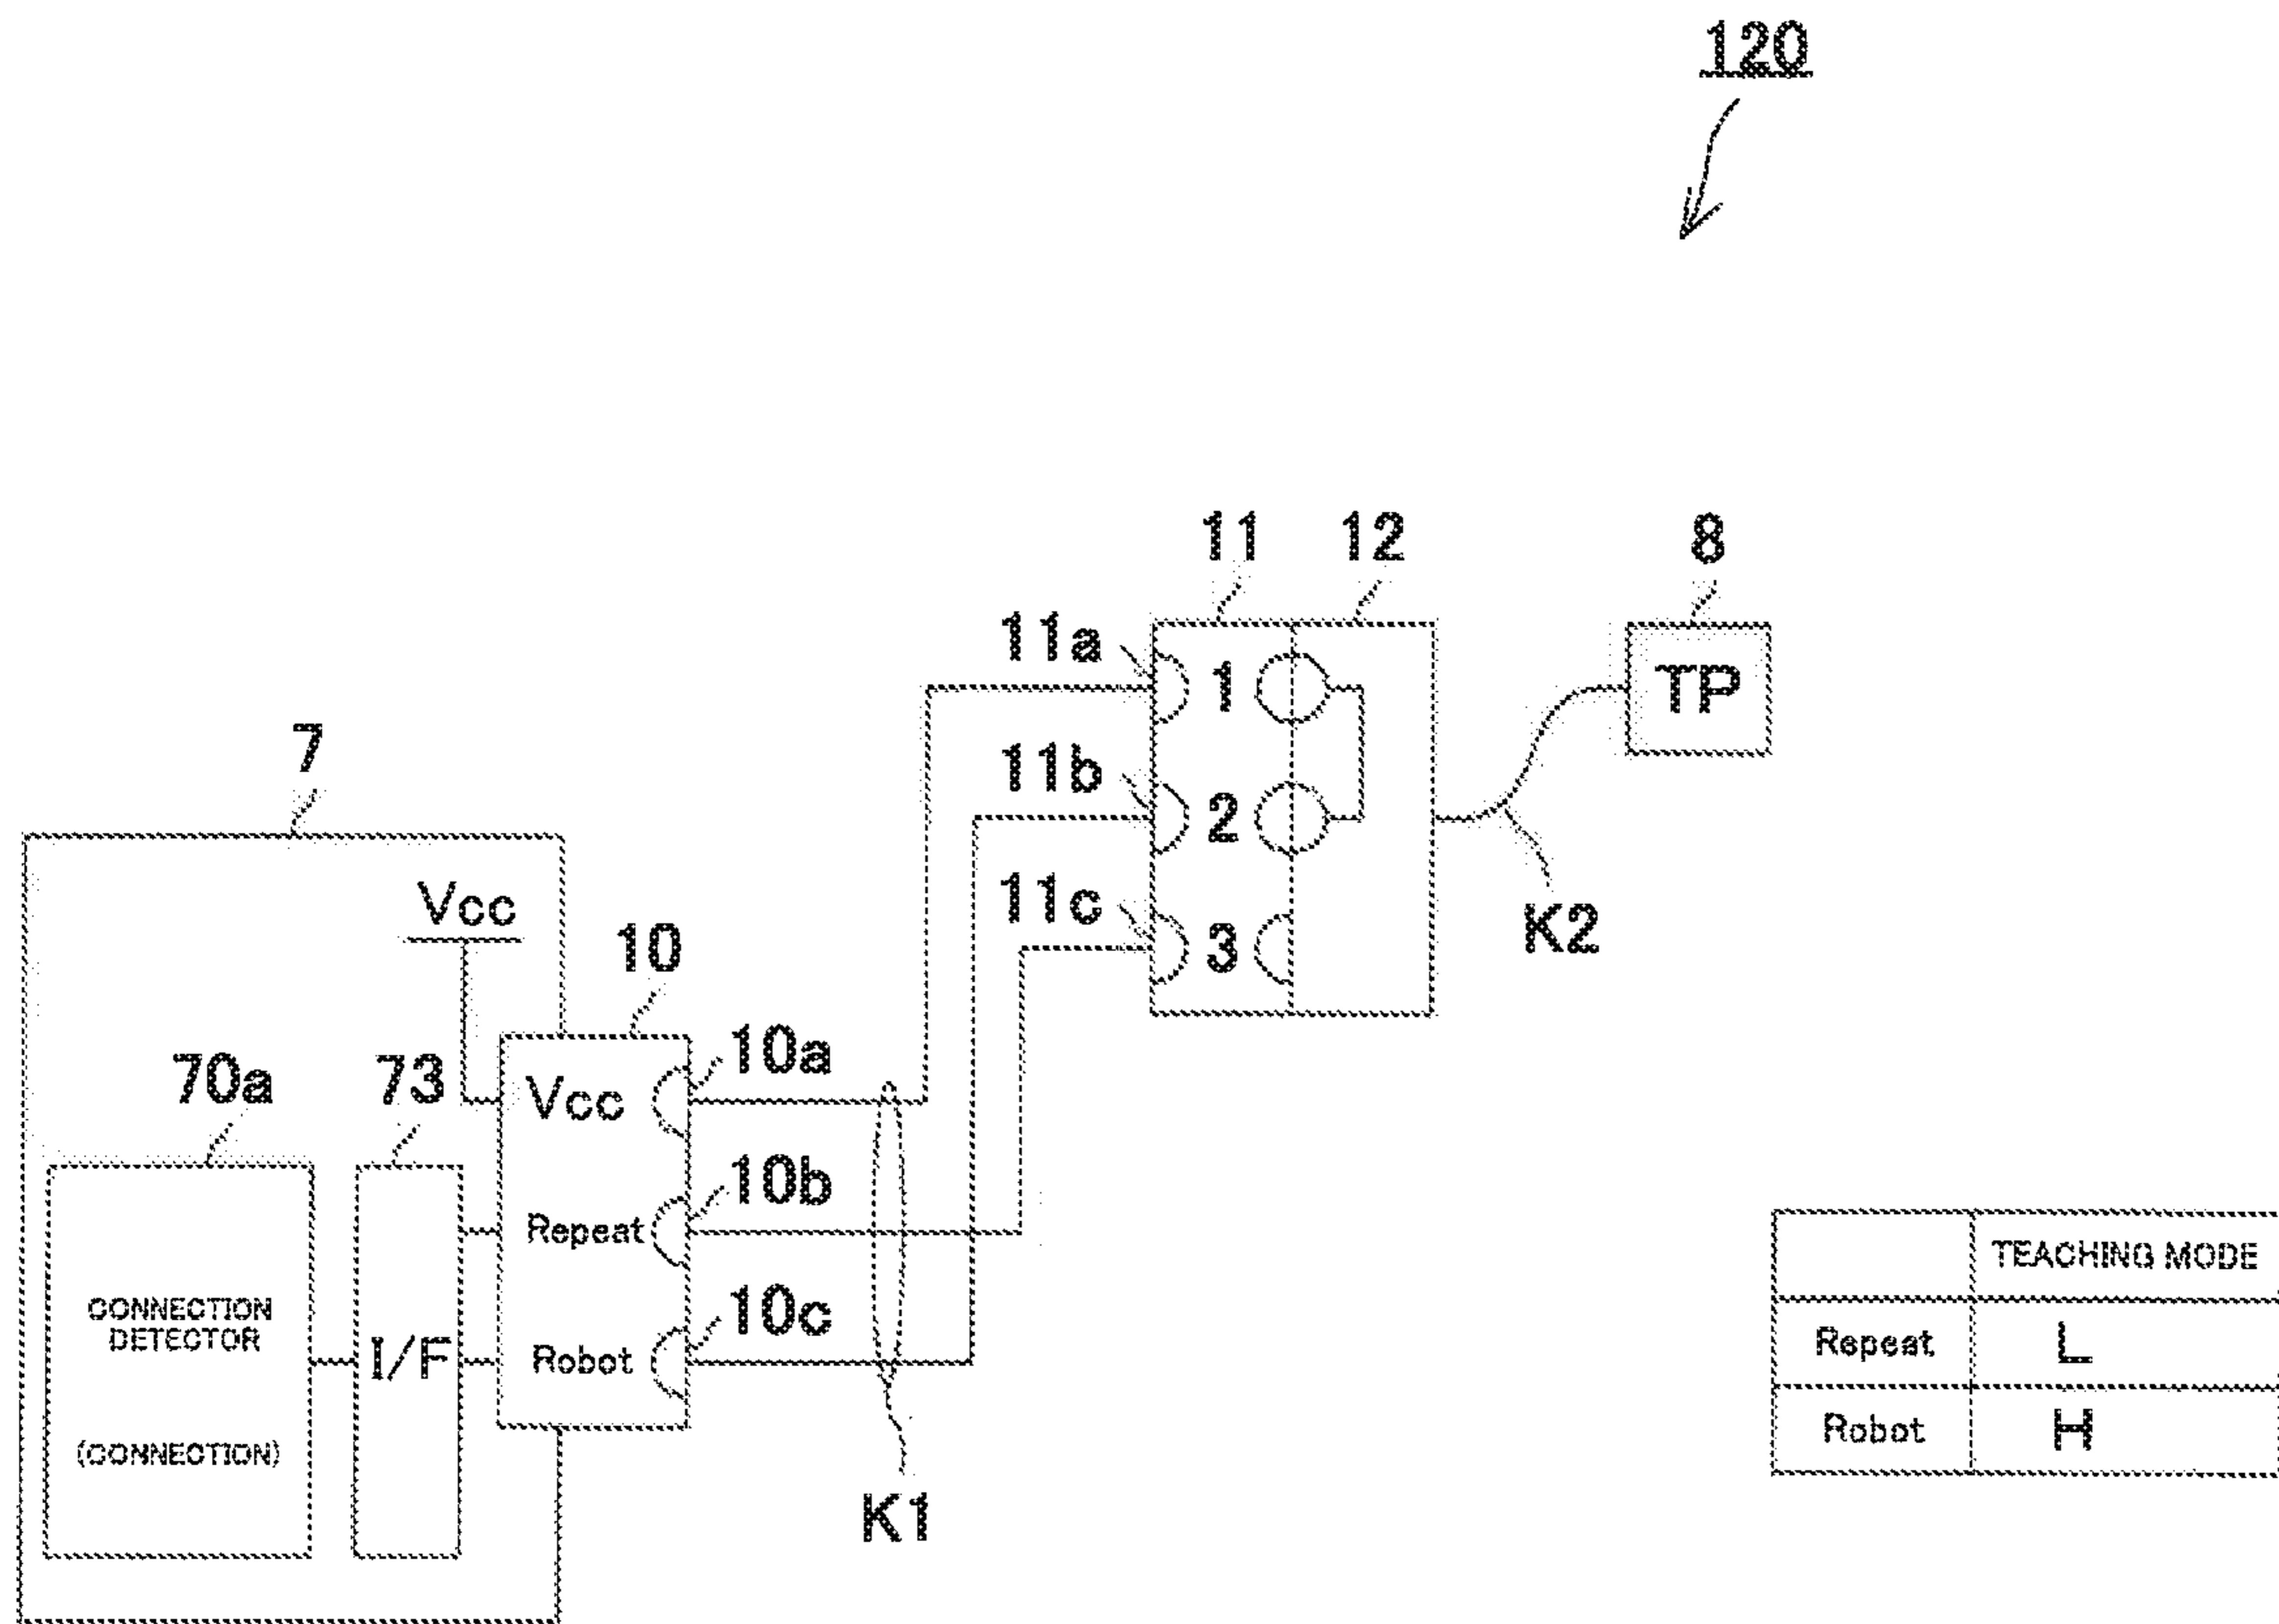 120
11 12 8
11a 1 TP
7 11b 2
Vcc 11c 3 K2
10
70a 73 Vcc 10a
Repeat 10b
CONNECTION
DETECTOR
I/F Robot 10c
(CONNECTION)
K1
TEACHING MODE
Repeat L
Robot H